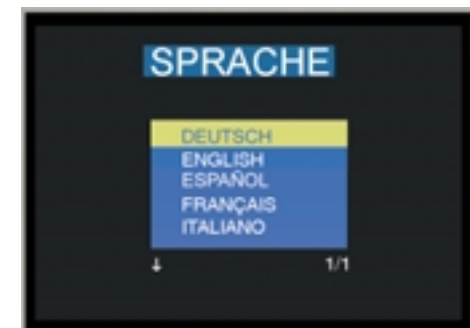 SPRACHE
DEUTSCH
ENGLISH
ESPAÑOL
FRANÇAIS
ITALIANO
↓ 1/1